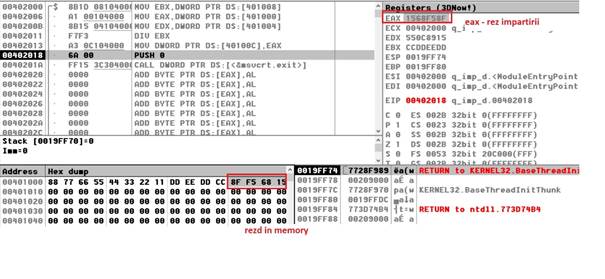 00402000 ┌$ 8B1D 08104000 MOV EBX,DWORD PTR DS:[401008]
00402006 · A1 00104000 MOV EAX,DWORD PTR DS:[401000]
0040200B · 8B15 04104000 MOV EDX,DWORD PTR DS:[401004]
00402011 · F7F3 DIV EBX
00402013 · A3 0C104000 MOV DWORD PTR DS:[40100C],EAX
00402018 · 6A 00 PUSH 0
0040201A · FF15 3C304000 CALL DWORD PTR DS:[<&msvcrt.exit>]
00402020 0000 ADD BYTE PTR DS:[EAX],AL
00402022 0000 ADD BYTE PTR DS:[EAX],AL
00402024 0000 ADD BYTE PTR DS:[EAX],AL
00402026 0000 ADD BYTE PTR DS:[EAX],AL
00402028 0000 ADD BYTE PTR DS:[EAX],AL
0040202A 0000 ADD BYTE PTR DS:[EAX],AL
0040202C 0000 ADD BYTE PTR DS:[EAX],AL
Stack [0019FF70]=0
Imm=0
Registers (3DNow!)
EAX 1568F58F
eax - rez impartirii
ECX 00402000 q_imp_d.<ModuleEntryPoint
EDX 550C8915
EBX CCDDEEDD
ESP 0019FF74
EBP 0019FF80
ESI 00402000 q_imp_d.<ModuleEntryPoint
EDI 00402000 q_imp_d.<ModuleEntryPoint
EIP 00402018 q_imp_d.00402018
C 0 ES 002B 32bit 0(FFFFFFFF)
P 1 CS 0023 32bit 0(FFFFFFFF)
A 0 SS 002B 32bit 0(FFFFFFFF)
Z 1 DS 002B 32bit 0(FFFFFFFF)
S 0 FS 0053 32bit 20C000(FFF)
Address Hex dump
00401000 88 77 66 55 44 33 22 11 DD EE DD CC 8F F5 68 15
00401010 00 00 00 00 00 00 00 00 00 00 00 00 00 00 00 00
00401020 00 00 00 00 00 00 00 00 00 00 00 00 00 00 00 00
00401030 00 00 00 00 00 00 00 00 00 00 00 00 00 00 00 00
00401040 00 00 00 00 00 00 00 00 00 00 00 00 00 00 00 00
rezd in memory
0019FF74 7728F989 RETURN to KERNEL32.BaseThreadIni
0019FF78 00209000
0019FF7C 7728F970 KERNEL32.BaseThreadInitThunk
0019FF80 0019FFDC
0019FF84 773D74B4 RETURN to ntdll.773D74B4
0019FF88 00209000